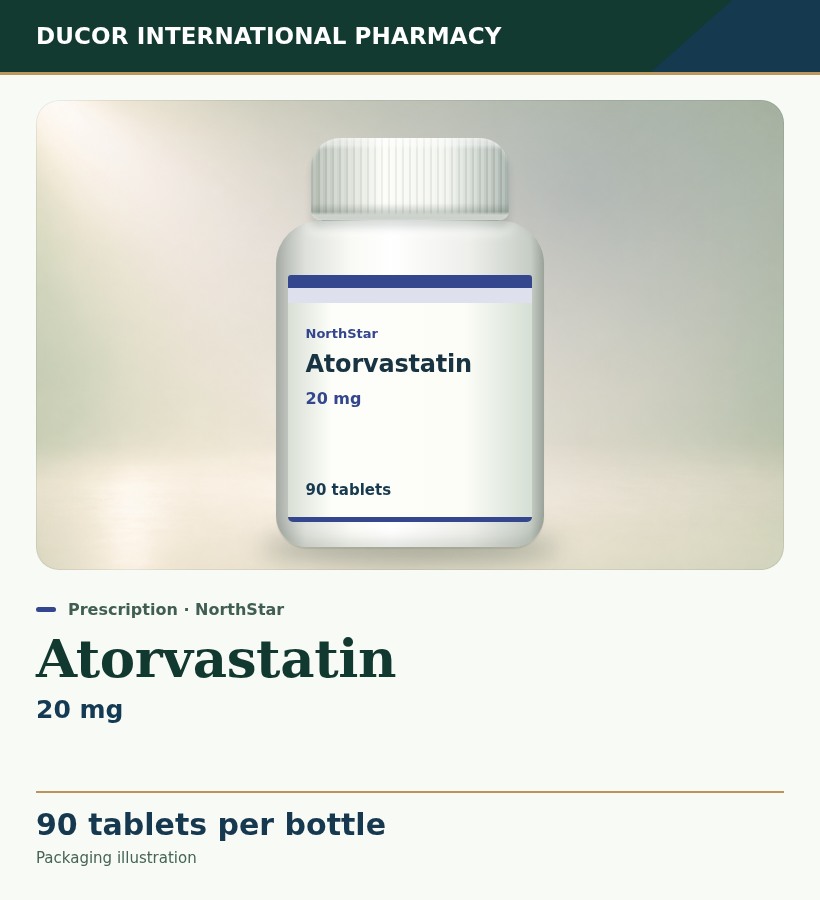 DUCOR INTERNATIONAL PHARMACY
NorthStar
Atorvastatin
20 mg
90 tablets
Prescription · NorthStar
Atorvastatin
20 mg
90 tablets per bottle
Packaging illustration